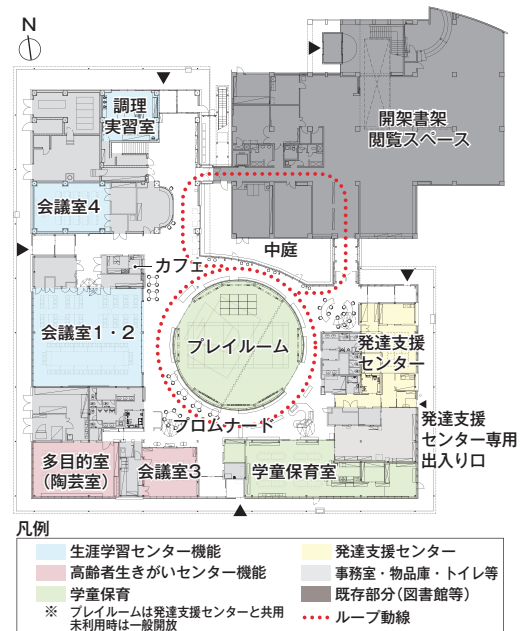 N
調理
実習室
開架書架
閲覧スペース
会議室4
中庭
カフェ
会議室1・2
プレイルーム
発達支援
センター
プロムナード
発達支援
センター専用
出入り口
多目的室
(陶芸室)
会議室3
学童保育室
凡例
生涯学習センター機能
高齢者生きがいセンター機能
学童保育
※ プレイルームは発達支援センターと共用
未利用時は一般開放
発達支援センター
事務室・物品庫・トイレ等
既存部分(図書館等)
ループ動線